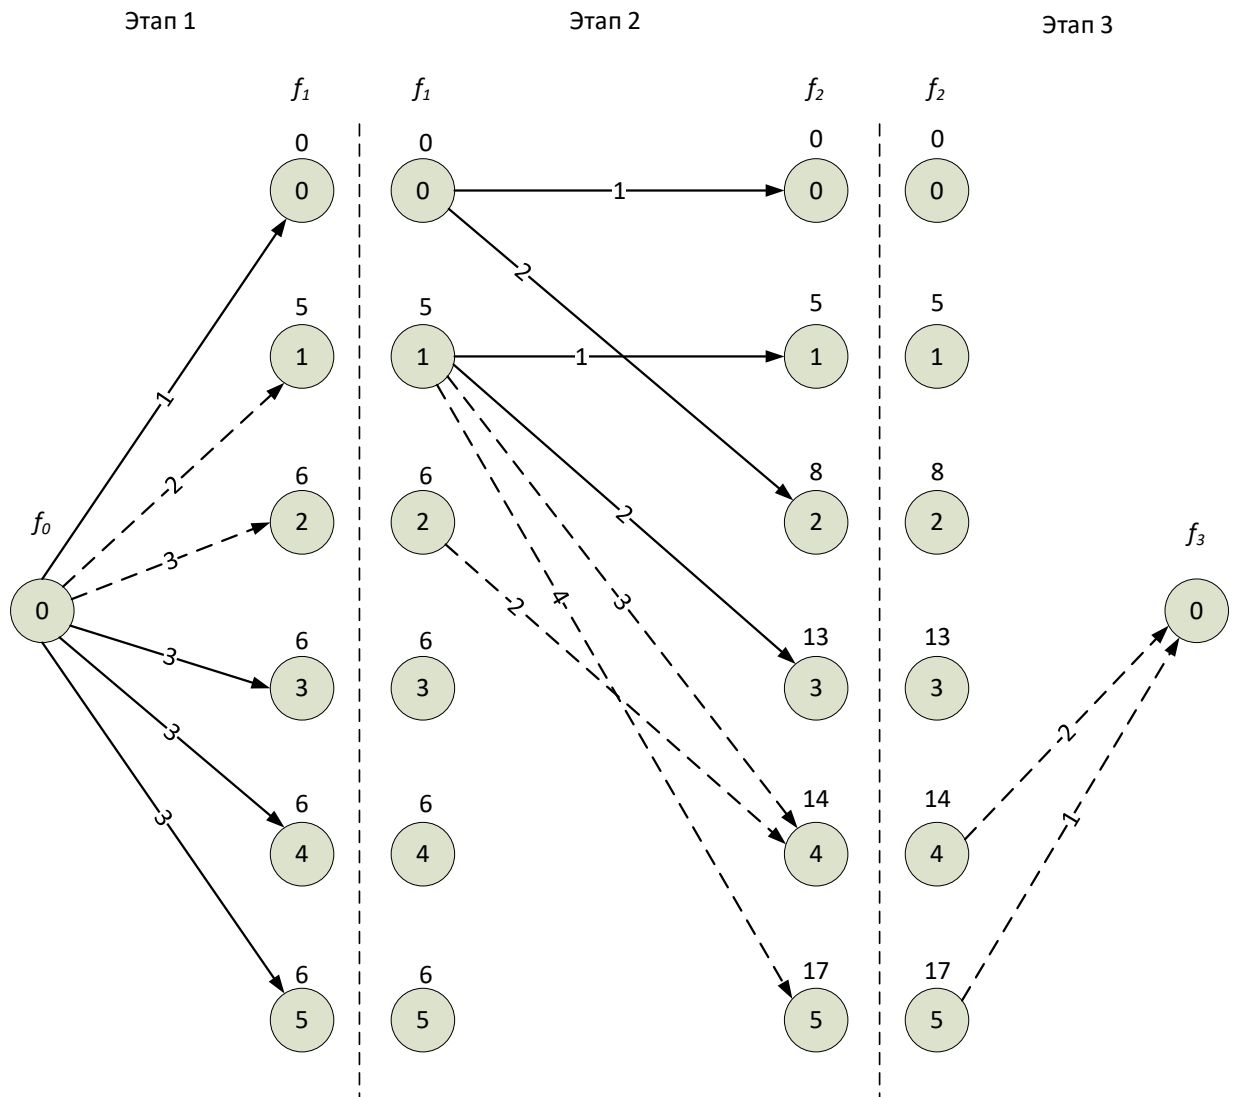 Этап 1 Этап 2 Этап 3
f₁ f₁ f₂ f₂
0 0 0 0
0 0 1 0 0
2
5 5 5 5
1 1 1 1 1
1
6 6 8 8
2 2 2 2
2 2
f₀ f₃
3 4 3 2
0 0
6 6 13 13
3 3 3 3
3
3 2
6 6 14 14
3 1
4 4 4 4
6 6 17 17
5 5 5 5